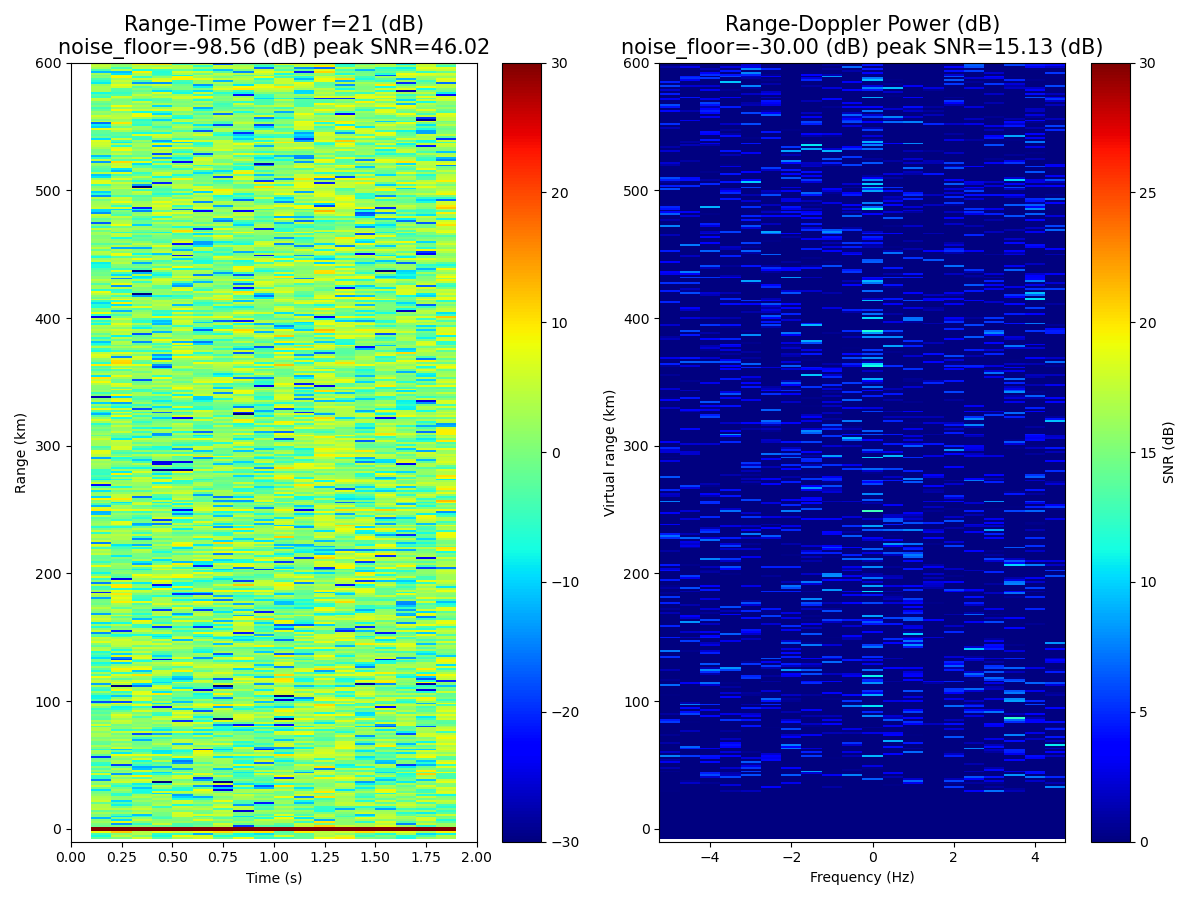 Range-Time Power f=21 (dB)
noise_floor=-98.56 (dB) peak SNR=46.02
Range-Doppler Power (dB)
noise_floor=-30.00 (dB) peak SNR=15.13 (dB)
600
500
400
300
200
100
0
Range (km)
0.00 0.25 0.50 0.75 1.00 1.25 1.50 1.75 2.00
Time (s)
30
20
10
0
−10
−20
−30
600
500
400
300
200
100
0
Virtual range (km)
−4 −2 0 2 4
Frequency (Hz)
30
25
20
15
10
5
0
SNR (dB)